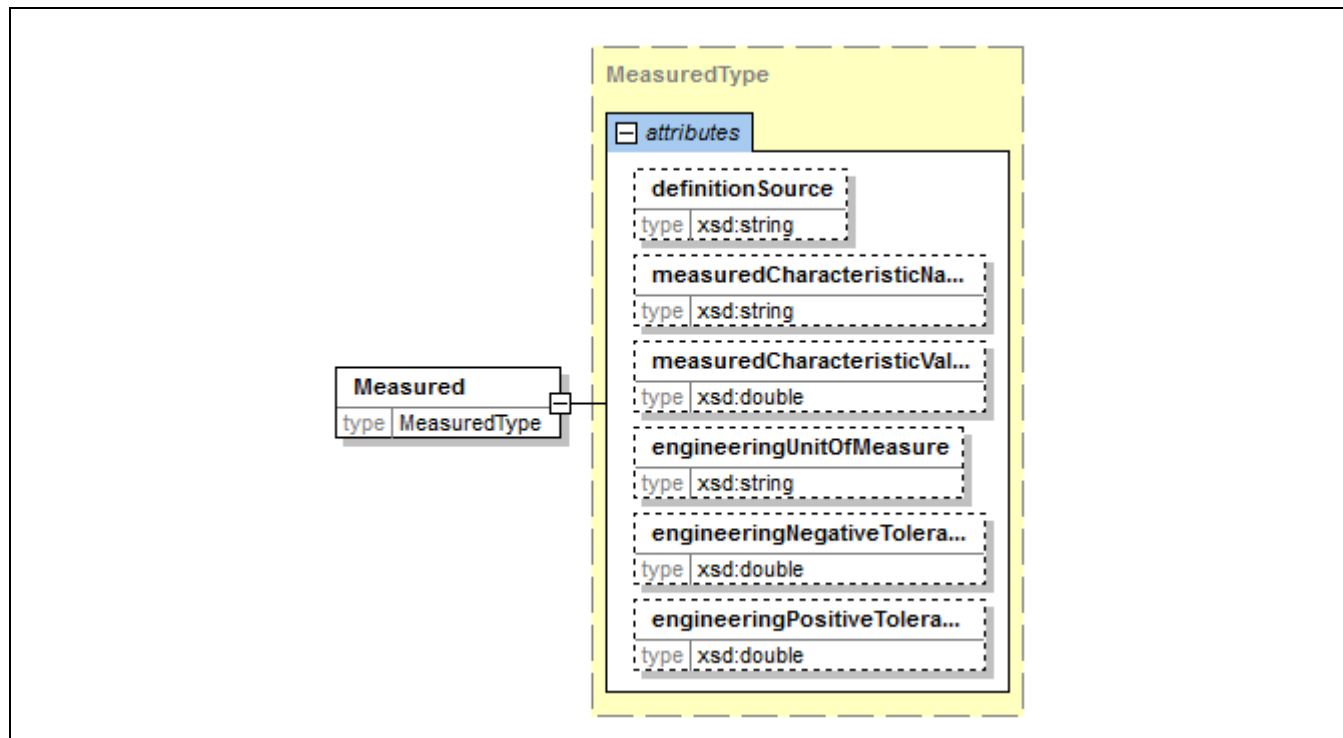 MeasuredType
attributes
definitionSource
type xsd:string
measuredCharacteristicNa...
type xsd:string
measuredCharacteristicVal...
type xsd:double
Measured
type MeasuredType
engineeringUnitOfMeasure
type xsd:string
engineeringNegativeTolera...
type xsd:double
engineeringPositiveTolera...
type xsd:double